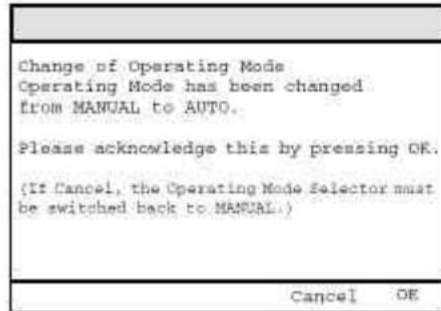 Change of Operating Mode
Operating Mode has been changed
from MANUAL to AUTO.
Please acknowledge this by pressing OK.
(If Cancel, the Operating Mode Selector must
be switched back to MANUAL.)
Cancel OK